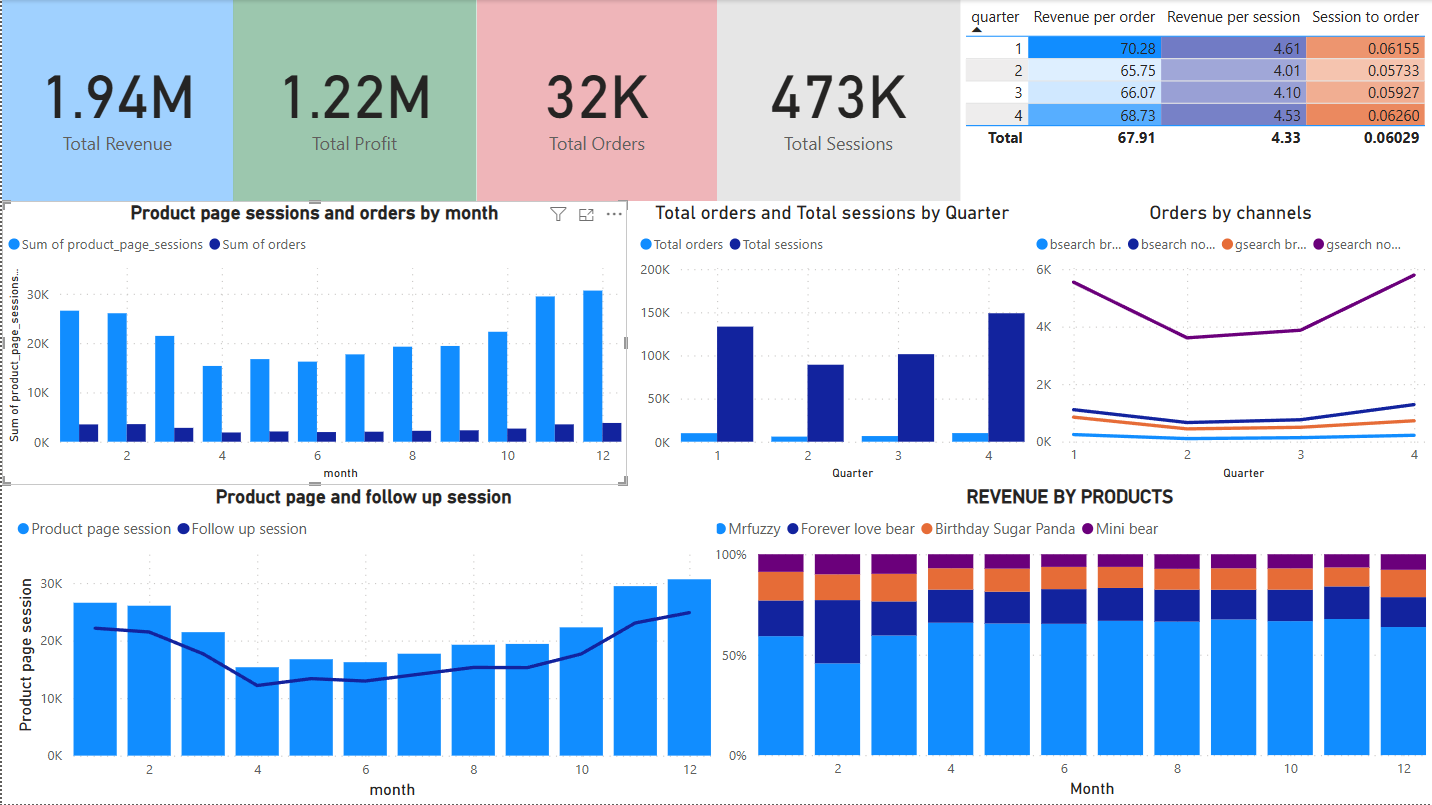 1.94M
Total Revenue
1.22M
Total Profit
32K
Total Orders
473K
Total Sessions
quarter Revenue per order Revenue per session Session to order
1 70.28 4.61 0.06155
2 65.75 4.01 0.05733
3 66.07 4.10 0.05927
4 68.73 4.53 0.06260
Total 67.91 4.33 0.06029
Product page sessions and orders by month
Sum of product_page_sessions Sum of orders
Sum of product_page_sessions...
30K
20K
10K
0K
2 4 6 8 10 12
month
Total orders and Total sessions by Quarter
Total orders Total sessions
200K
150K
100K
50K
0K
1 2 3 4
Quarter
Orders by channels
bsearch br... bsearch no... gsearch br... gsearch no...
6K
4K
2K
0K
1 2 3 4
Quarter
Product page and follow up session
Product page session Follow up session
Product page session
30K
20K
10K
0K
2 4 6 8 10 12
month
REVENUE BY PRODUCTS
Mrfuzzy Forever love bear Birthday Sugar Panda Mini bear
100%
50%
0%
2 4 6 8 10 12
Month